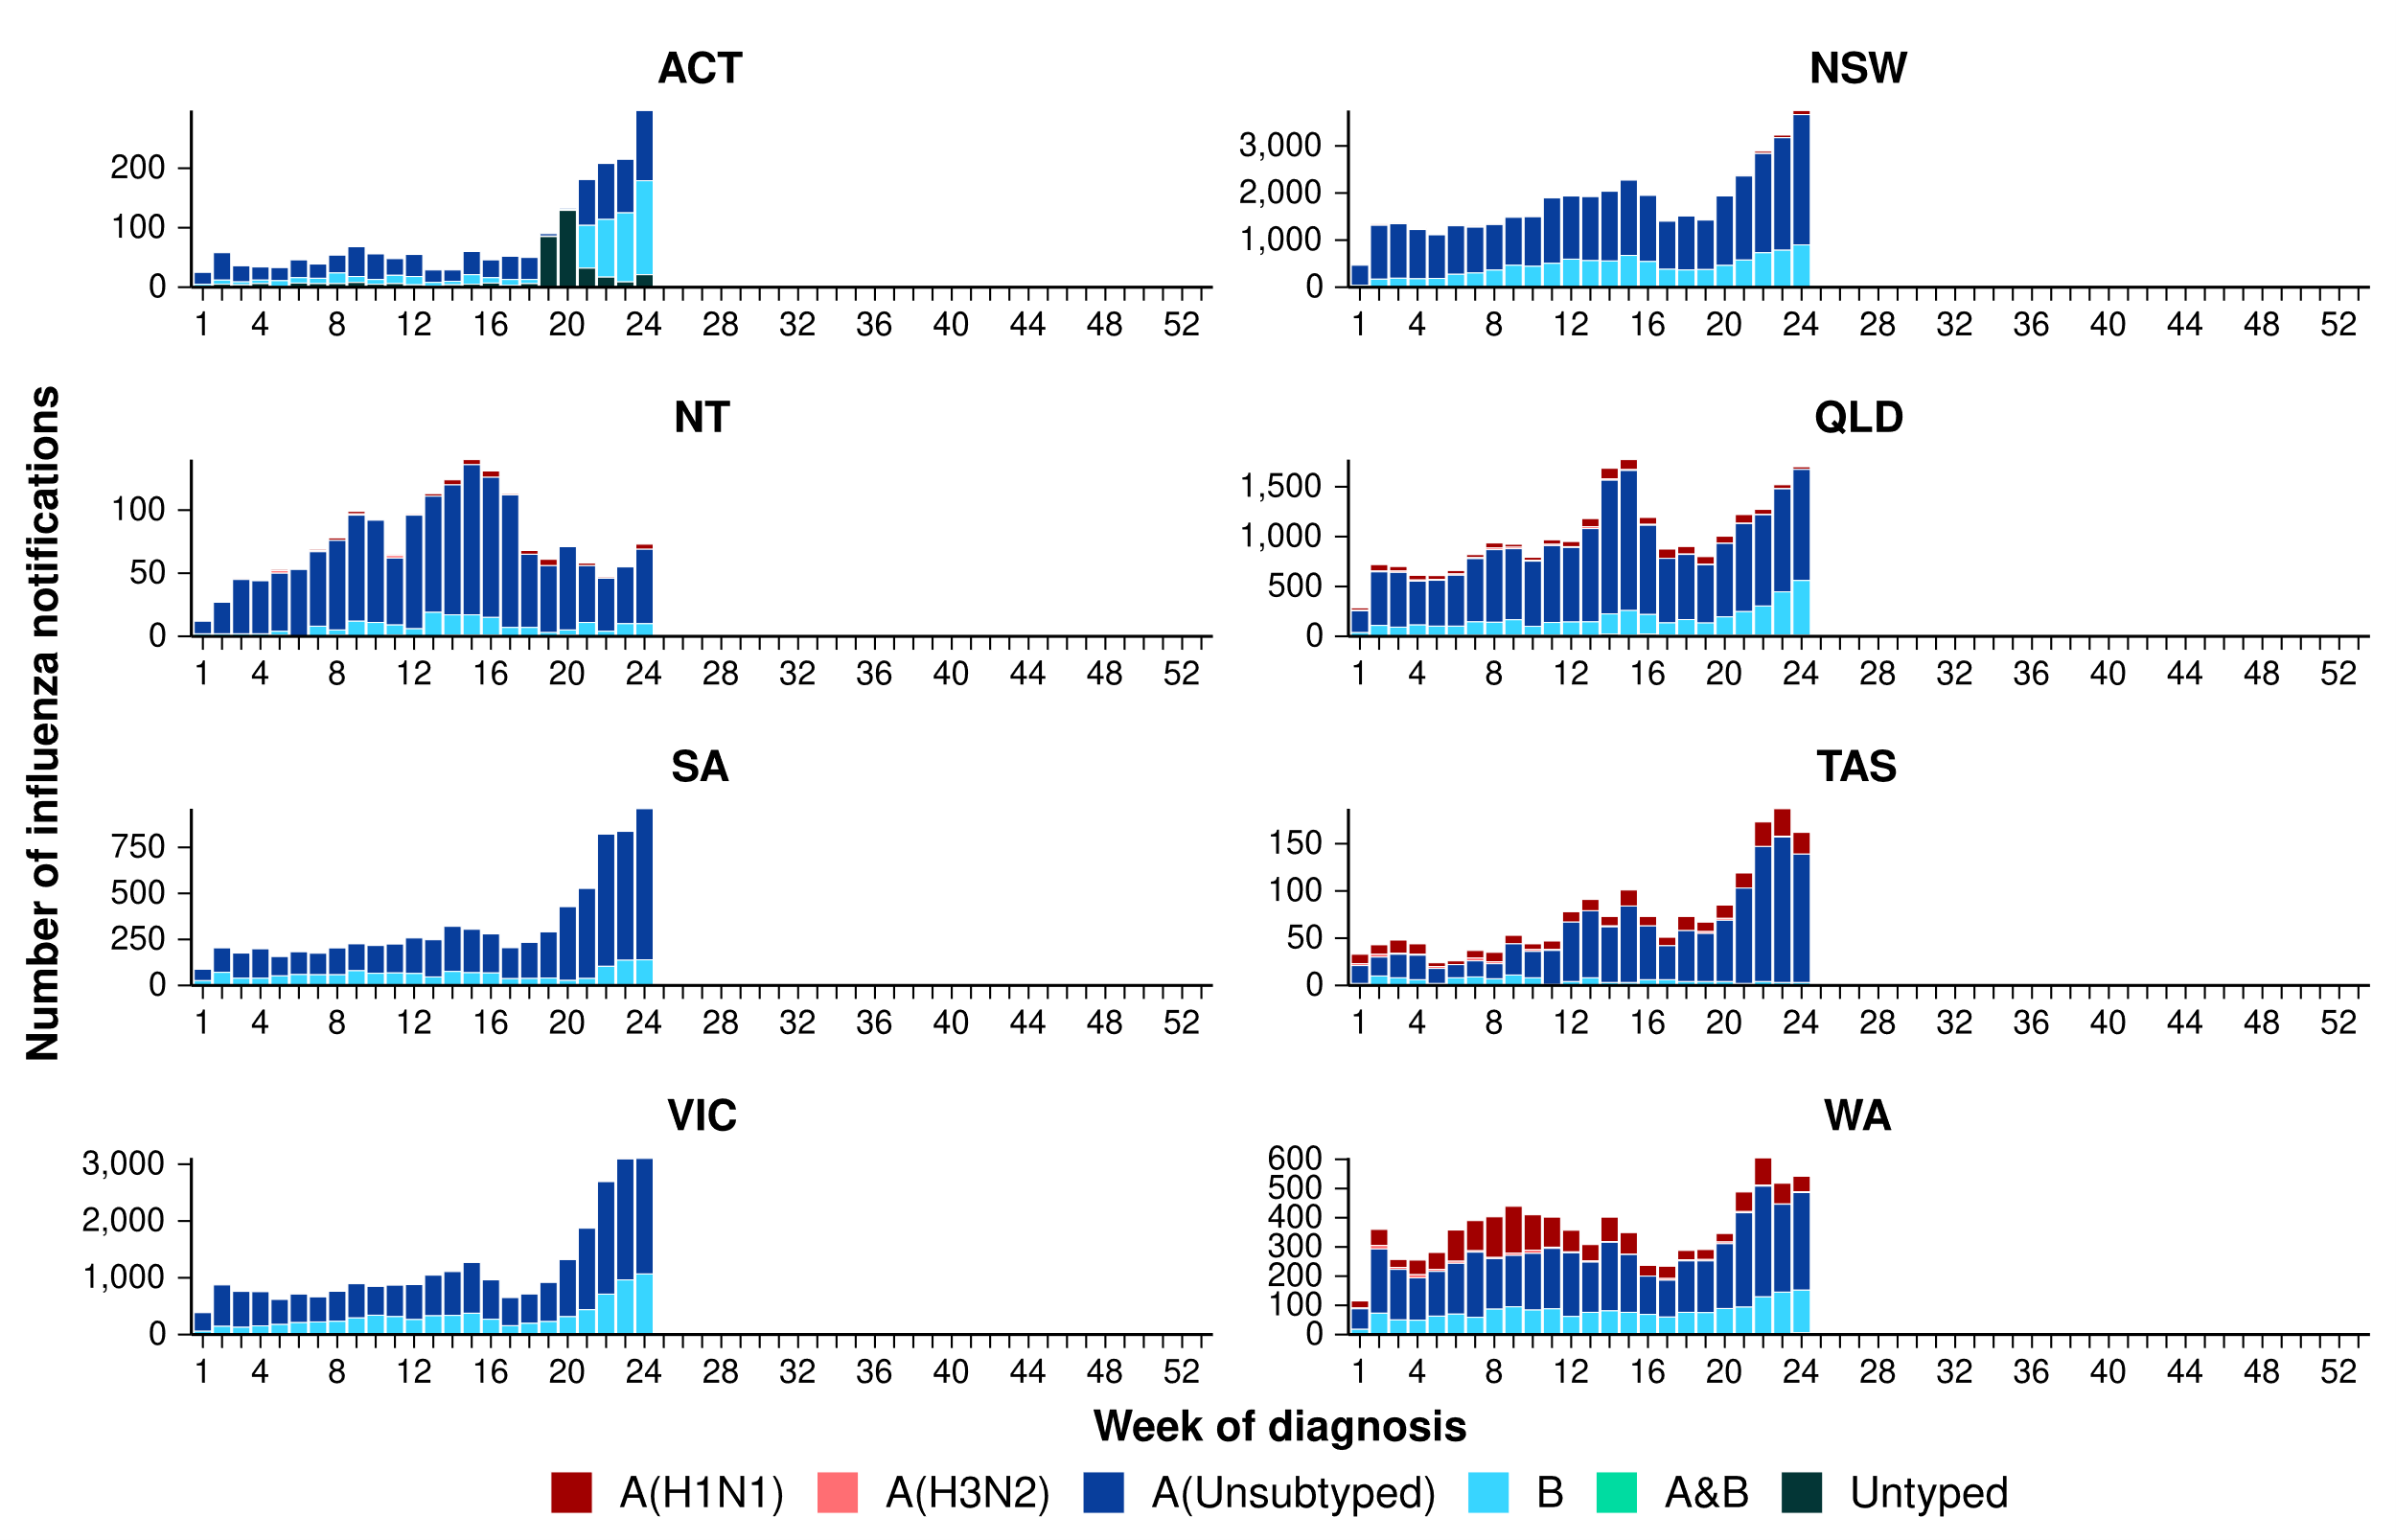 ACT
200
100
0
1 4 8 12 16 20 24 28 32 36 40 44 48 52
NSW
3,000
2,000
1,000
0
1 4 8 12 16 20 24 28 32 36 40 44 48 52
NT
100
50
0
1 4 8 12 16 20 24 28 32 36 40 44 48 52
QLD
1,500
1,000
500
0
1 4 8 12 16 20 24 28 32 36 40 44 48 52
Number of influenza notifications
SA
750
500
250
0
1 4 8 12 16 20 24 28 32 36 40 44 48 52
TAS
150
100
50
0
1 4 8 12 16 20 24 28 32 36 40 44 48 52
VIC
3,000
2,000
1,000
0
1 4 8 12 16 20 24 28 32 36 40 44 48 52
WA
600
500
400
300
200
100
0
1 4 8 12 16 20 24 28 32 36 40 44 48 52
Week of diagnosis
A(H1N1) A(H3N2) A(Unsubtyped) B A&B Untyped